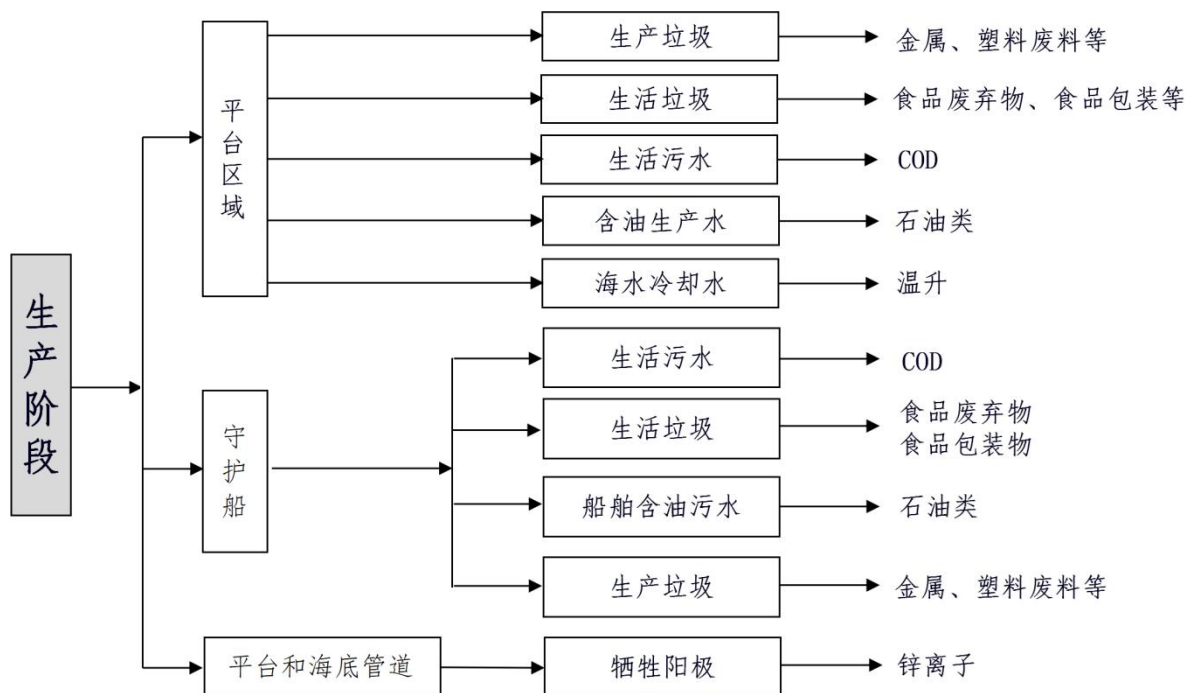 生产阶段
平台区域
生产垃圾
金属、塑料废料等
生活垃圾
食品废弃物、食品包装等
生活污水
COD
含油生产水
石油类
海水冷却水
温升
守护船
生活污水
COD
生活垃圾
食品废弃物
食品包装物
船舶含油污水
石油类
生产垃圾
金属、塑料废料等
平台和海底管道
牺牲阳极
锌离子